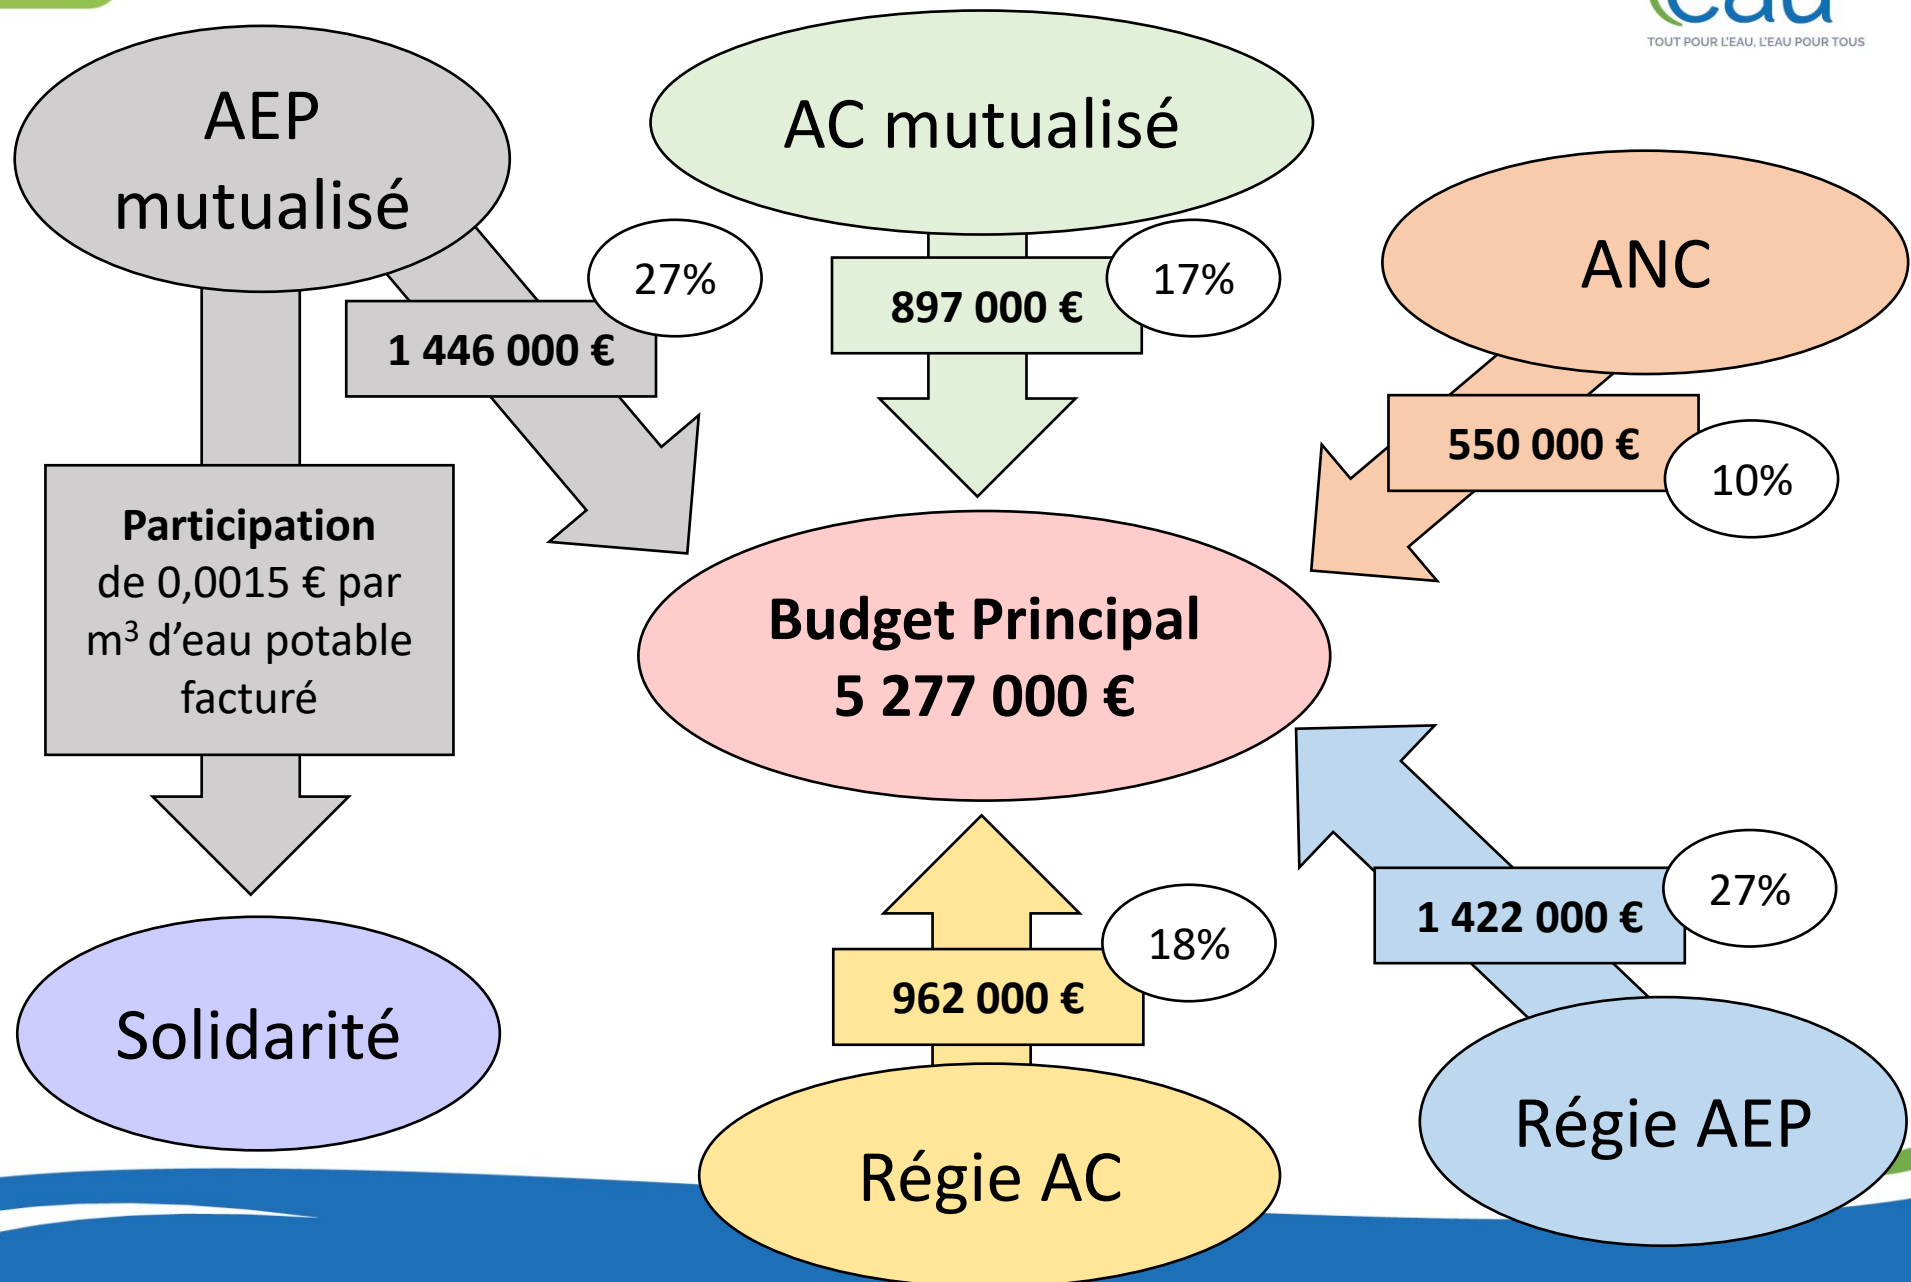 eau
TOUT POUR L'EAU, L'EAU POUR TOUS
AEP
mutualisé
AC mutualisé
ANC
27%
1 446 000 €
17%
897 000 €
550 000 €
10%
Participation
de 0,0015 € par
m³ d’eau potable
facturé
Budget Principal
5 277 000 €
Solidarité
18%
962 000 €
Régie AC
27%
1 422 000 €
Régie AEP